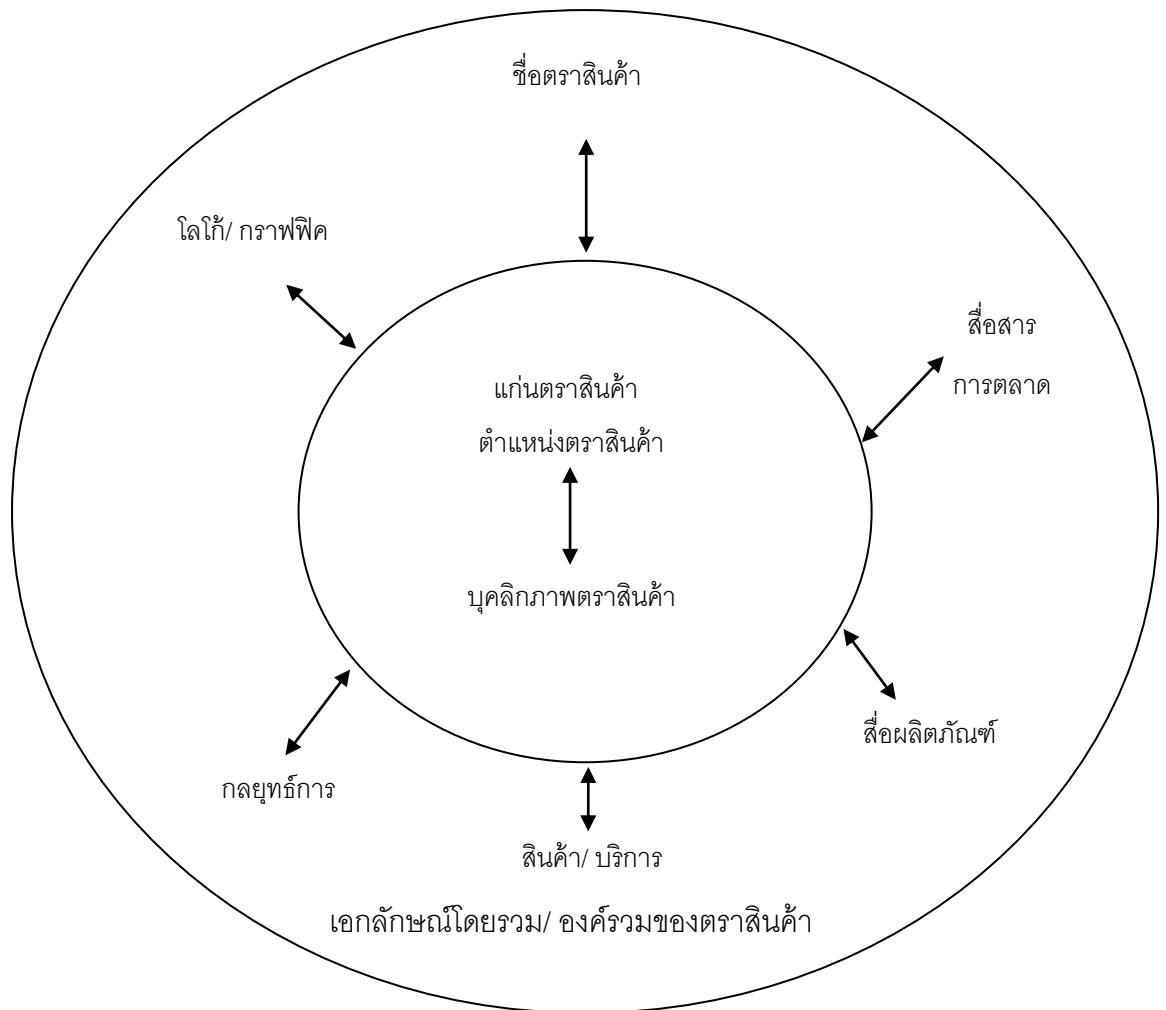 ชื่อตราสินค้า
โลโก้/ กราฟฟิค
สื่อสาร
การตลาด
แก่นตราสินค้า
ตำแหน่งตราสินค้า
บุคลิกภาพตราสินค้า
สื่อผลิตภัณฑ์
กลยุทธ์การ
สินค้า/ บริการ
เอกลักษณ์โดยรวม/ องค์รวมของตราสินค้า